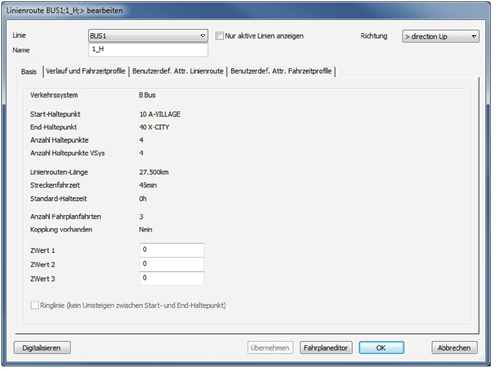 Linienroute BUS1;1_H;> bearbeiten
Linie BUS1 Nur aktive Linien anzeigen Richtung > direction Up
Name 1_H
Basis Verlauf und Fahrzeitprofile Benutzerdef. Attr. Linienroute Benutzerdef. Attr. Fahrzeitprofile
Verkehrssystem B Bus
Start-Haltepunkt 10 A-VILLAGE
End-Haltepunkt 40 X-CITY
Anzahl Haltepunkte 4
Anzahl Haltepunkte VSys 4
Linienrouten-Länge 27.500km
Streckenfahrzeit 45min
Standard-Haltezeit 0h
Anzahl Fahrplanfahrten 3
Kopplung vorhanden Nein
ZWert 1 0
ZWert 2 0
ZWert 3 0
Ringlinie (kein Umsteigen zwischen Start- und End-Haltepunkt)
Digitalisieren Übernehmen Fahrplaneditor OK Abbrechen